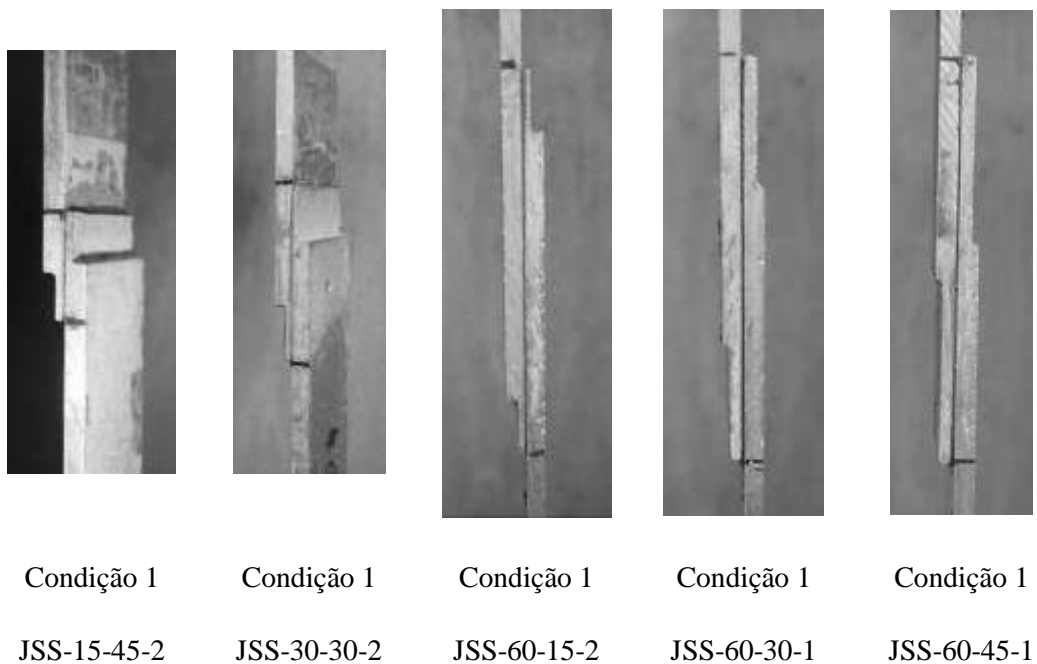 Condição 1 Condição 1 Condição 1 Condição 1 Condição 1
JSS-15-45-2 JSS-30-30-2 JSS-60-15-2 JSS-60-30-1 JSS-60-45-1